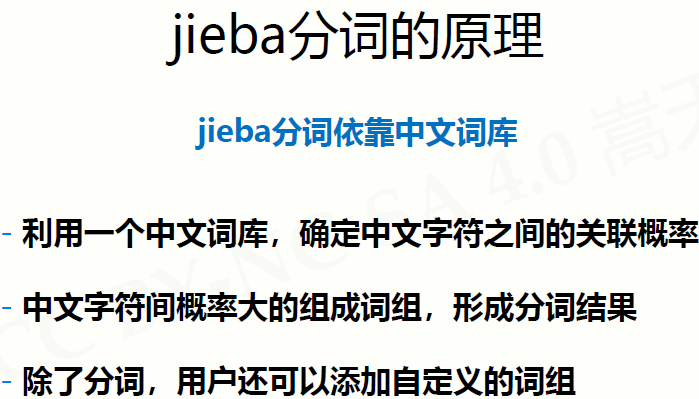 jieba分词的原理
jieba分词依靠中文词库
- 利用一个中文词库，确定中文字符之间的关联概率
- 中文字符间概率大的组成词组，形成分词结果
- 除了分词，用户还可以添加自定义的词组
CC BY-NC-SA 4.0 嵩天